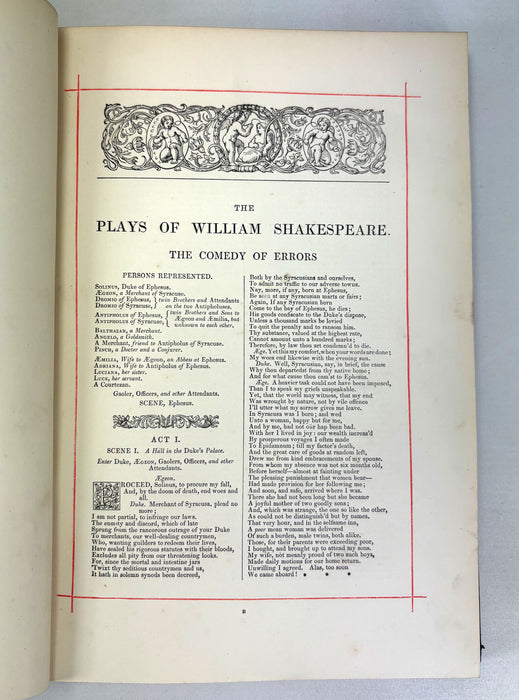 THE
PLAYS OF WILLIAM SHAKESPEARE.
THE COMEDY OF ERRORS
PERSONS REPRESENTED.
SOLINUS, Duke of Ephesus.
ÆGEON, a Merchant of Syracuse.
DROMIO of Ephesus, } twin Brothers and Attendants
DROMIO of Syracuse, } on the two Antipholuses.
ANTIPHOLUS of Ephesus, } twin Brothers and Sons to
ANTIPHOLUS of Syracuse, } Ægeon and Æmilia, but
unknown to each other.
BALTHAZAR, a Merchant.
ANGELO, a Goldsmith.
A Merchant, friend to Antipholus of Syracuse.
PINCH, a Doctor and a Conjurer.
ÆMILIA, Wife to Ægeon, an Abbess at Ephesus.
ADRIANA, Wife to Antipholus of Ephesus.
LUCIANA, her sister.
LUCE, her servant.
A Courtesan.
Gaoler, Officers, and other Attendants.
SCENE, Ephesus.
ACT I.
SCENE I. A Hall in the Duke's Palace.
Enter Duke, ÆGEON, Gaolers, Officers, and other
Attendants.
Ægeon.
PROCEED, Solinus, to procure my fall,
And, by the doom of death, end woes and
all.
Duke. Merchant of Syracusa, plead no
more;
I am not partial, to infringe our laws.
The enmity and discord, which of late
Sprung from the rancorous outrage of your Duke
To merchants, our well-dealing countrymen,
Who, wanting guilders to redeem their lives,
Have sealed his rigorous statutes with their bloods,
Excludes all pity from our threatening looks.
For, since the mortal and intestine jars
'Twixt thy seditious countrymen and us,
It hath in solemn synods been decreed,
Both by the Syracusians and ourselves,
To admit no traffic to our adverse towns.
Nay, more, if any, born at Ephesus,
Be seen at any Syracusian marts or fairs;
Again, If any Syracusian born
Come to the bay of Ephesus, he dies;
His goods confiscate to the Duke's dispose,
Unless a thousand marks be levied
To quit the penalty and to ransom him.
Thy substance, valued at the highest rate,
Cannot amount unto a hundred marks;
Therefore, by law thou art condemn'd to die.
Æge. Yet this my comfort, when your words are done;
My woes end likewise with the evening sun.
Duke. Well, Syracusan, say, in brief, the cause
Why thou departedst from thy native home;
And for what cause thou cam'st to Ephesus.
Æge. A heavier task could not have been imposed,
Than I to speak my griefs unspeakable.
Yet, that the world may witness, that my end
Was wrought by nature, not by vile offence
I'll utter what my sorrow gives me leave.
In Syracusa was I born; and wed
Unto a woman, happy but for me,
And by me, had not our hap been bad.
With her I lived in joy: our wealth increas'd
By prosperous voyages I often made
To Epidamnum; till my factor's death,
And the great care of goods at random left,
Drew me from kind embracements of my spouse.
From whom my absence was not six months old,
Before herself—almost at fainting under
The pleasing punishment that women bear—
Had made provision for her following me;
And soon, and safe, arrived where I was.
There she had not been long but she became
A joyful mother of two goodly sons;
And, which was strange, the one so like the other,
As could not be distinguish'd but by names.
That very hour, and in the selfsame inn,
A poor mean woman was delivered
Of such a burden, male twins, both alike.
Those, for their parents were exceeding poor,
I bought, and brought up to attend my sons.
My wife, not meanly proud of two such boys,
Made daily motions for our home return.
Unwilling I agreed. Alas, too soon
We came aboard! * * *
B